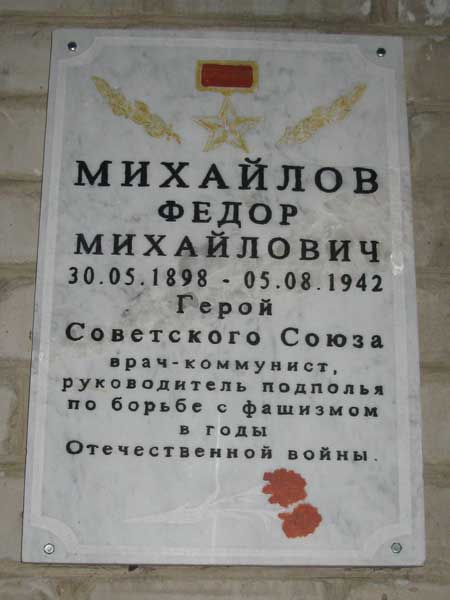 МИХАЙЛОВ
ФЕДОР
МИХАЙЛОВИЧ
30.05.1898 - 05.08.1942
Герой
Советского Союза
врач-коммунист,
руководитель подполья
по борьбе с фашизмом
в годы
Отечественной войны.